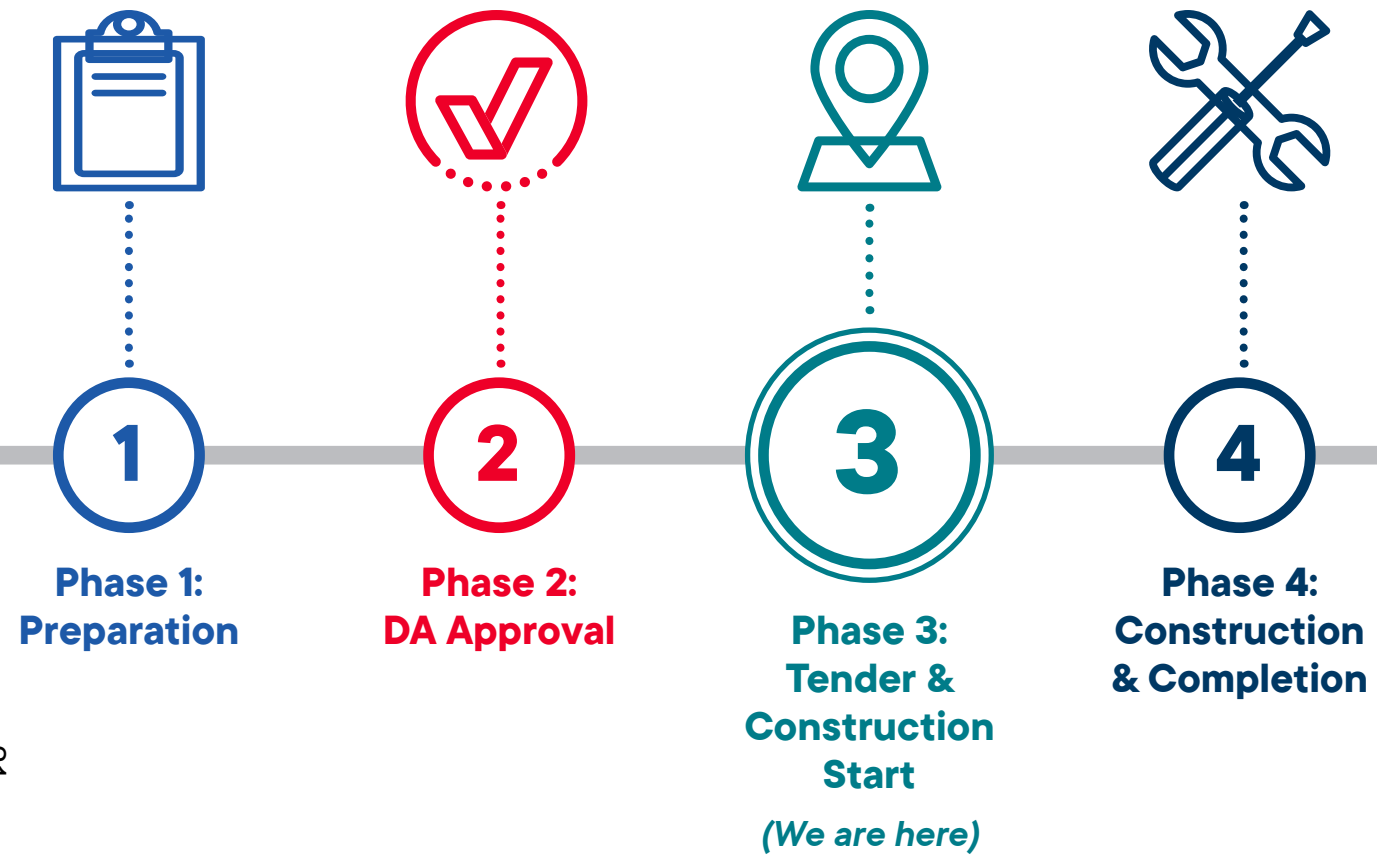 1
2
3
4
Phase 1:
Preparation
Phase 2:
DA Approval
Phase 3:
Tender &
Construction
Start
(We are here)
Phase 4:
Construction
& Completion
&